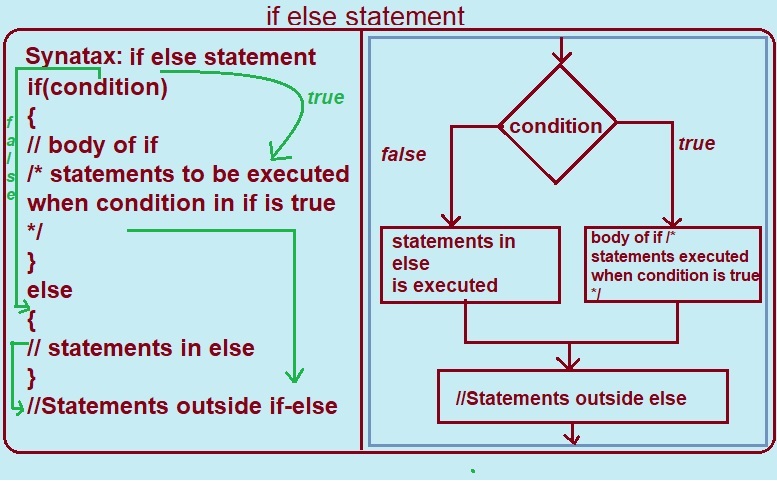 if else statement
Synatax: if else statement
if(condition)
{
// body of if
/* statements to be executed
when condition in if is true
*/
}
else
{
// statements in else
}
//Statements outside if-else
true
false
condition
false
true
statements in
else
is executed
body of if /*
statements executed
when condition is true
*/
//Statements outside else